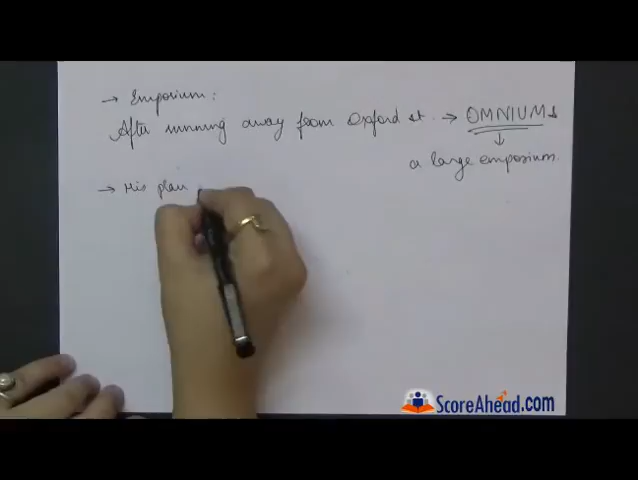 → Emporium:
After running away from Oxford st. → OMNIUMs
↓
a large emporium.
→ His plan
ScoreAhead.com